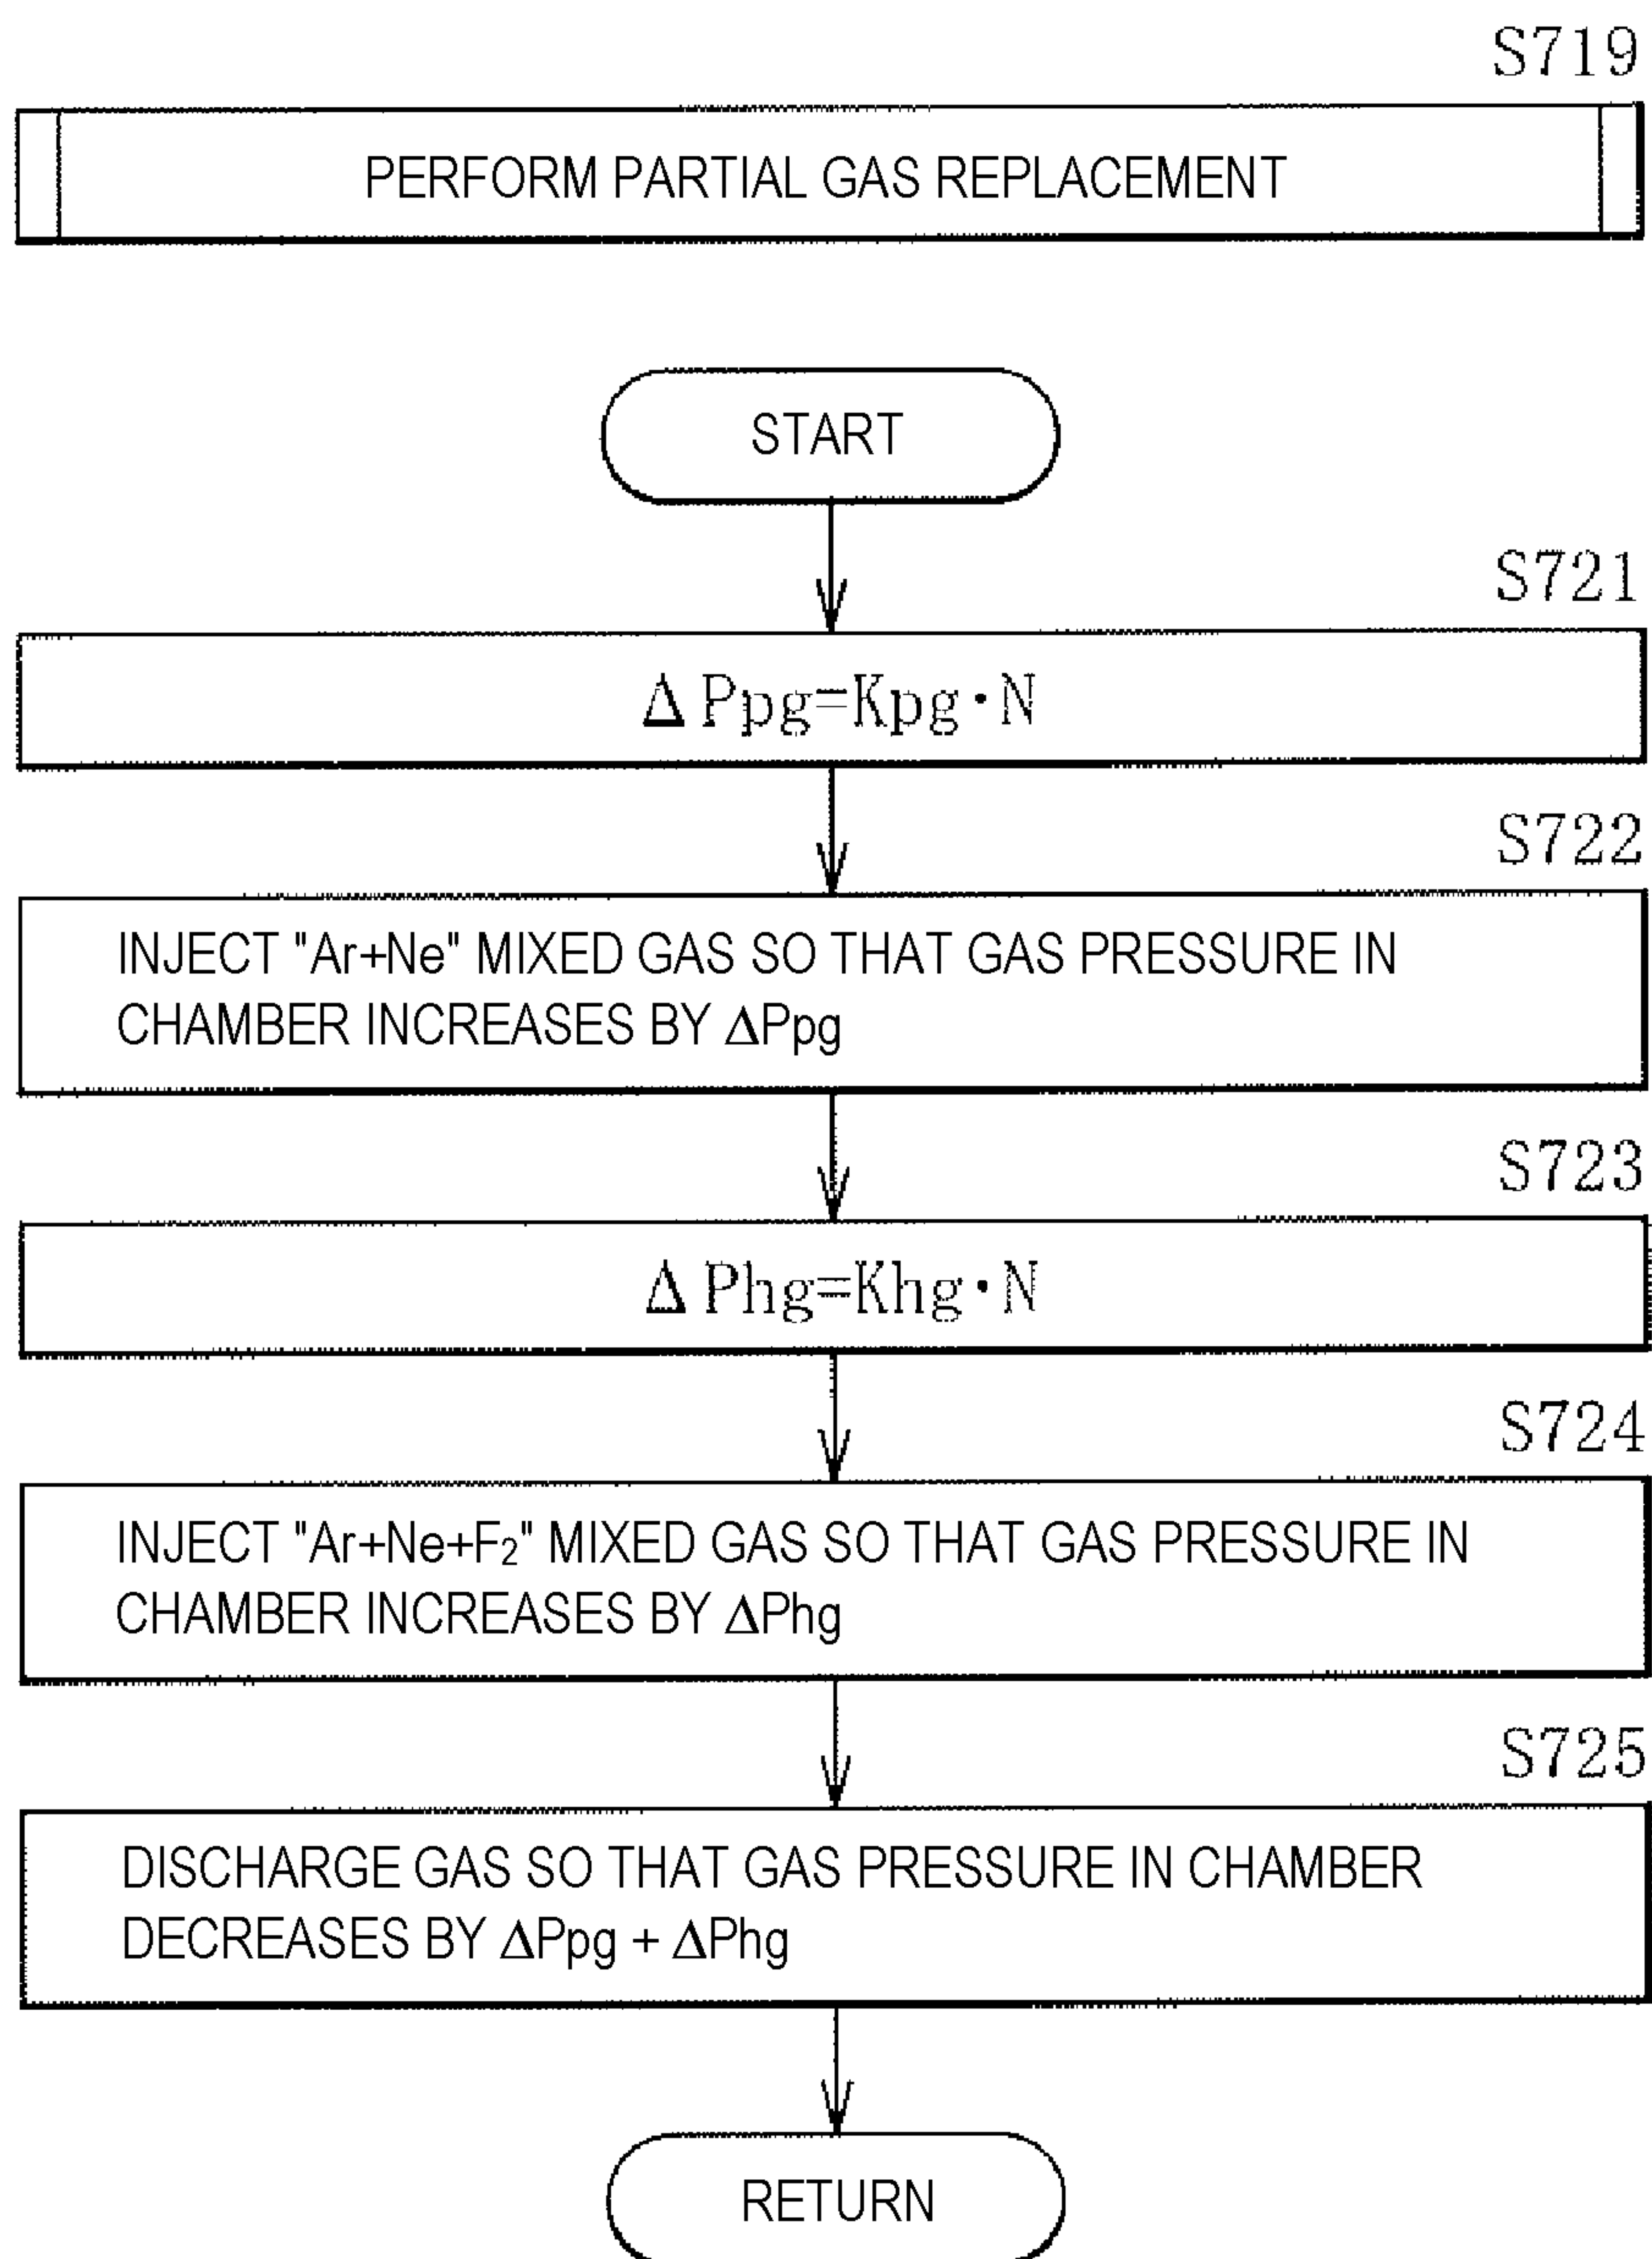 S719
PERFORM PARTIAL GAS REPLACEMENT
START
S721
Δ Ppg=Kpg·N
S722
INJECT "Ar+Ne" MIXED GAS SO THAT GAS PRESSURE IN
CHAMBER INCREASES BY ΔPpg
S723
Δ Phg=Khg·N
S724
INJECT "Ar+Ne+F₂" MIXED GAS SO THAT GAS PRESSURE IN
CHAMBER INCREASES BY ΔPhg
S725
DISCHARGE GAS SO THAT GAS PRESSURE IN CHAMBER
DECREASES BY ΔPpg + ΔPhg
RETURN